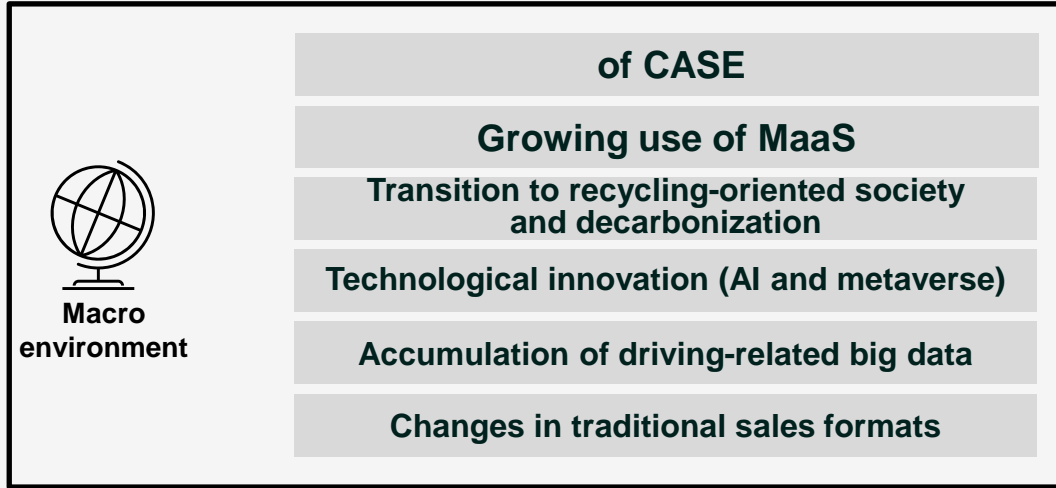 of CASE
Growing use of MaaS
Transition to recycling-oriented society
and decarbonization
Technological innovation (AI and metaverse)
Accumulation of driving-related big data
Changes in traditional sales formats
Macro
environment